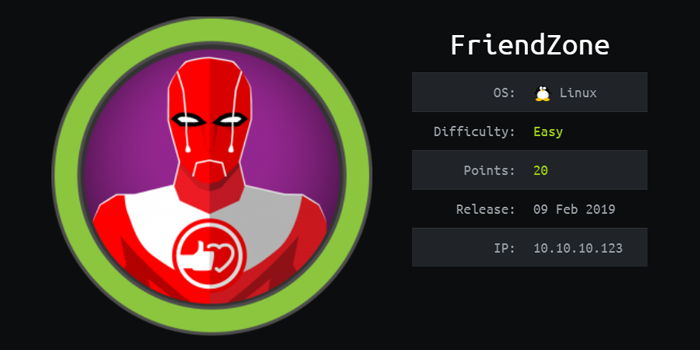 FriendZone
OS: Linux
Difficulty: Easy
Points: 20
Release: 09 Feb 2019
IP: 10.10.10.123